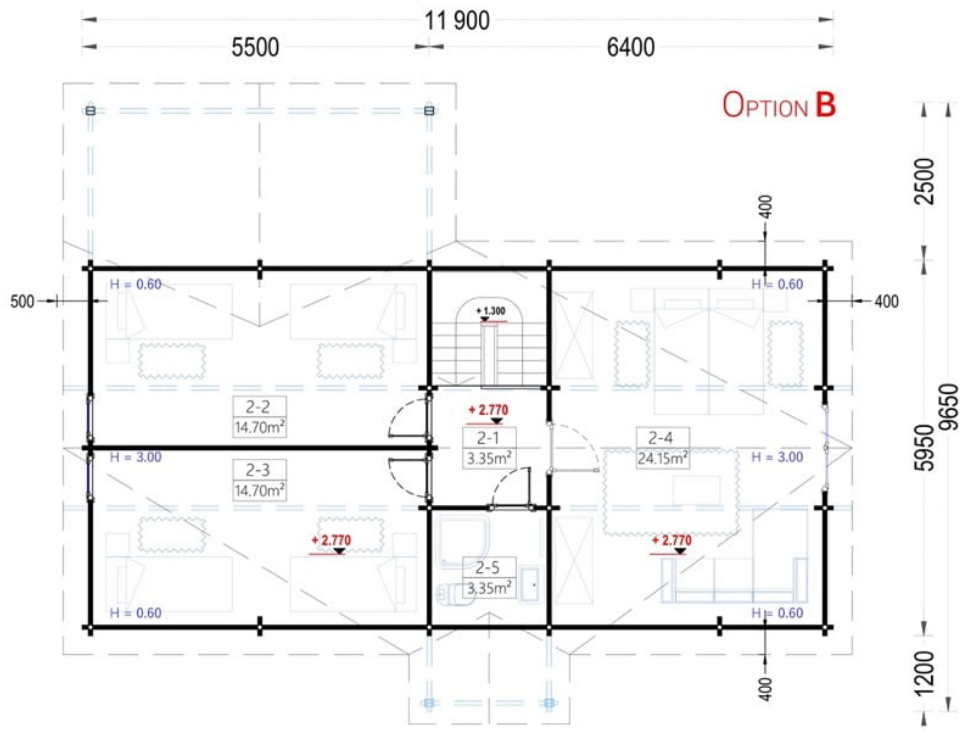 11 900
5500
6400
OPTION B
2500
400
H = 0.60
H = 0.60
500
400
+ 1.300
9650
2-2
14.70m²
+ 2.770
2-1
3.35m²
2-4
24.15m²
5950
H = 3.00
H = 3.00
2-3
14.70m²
+ 2.770
+ 2.770
2-5
3.35m²
H = 0.60
H = 0.60
400
1200